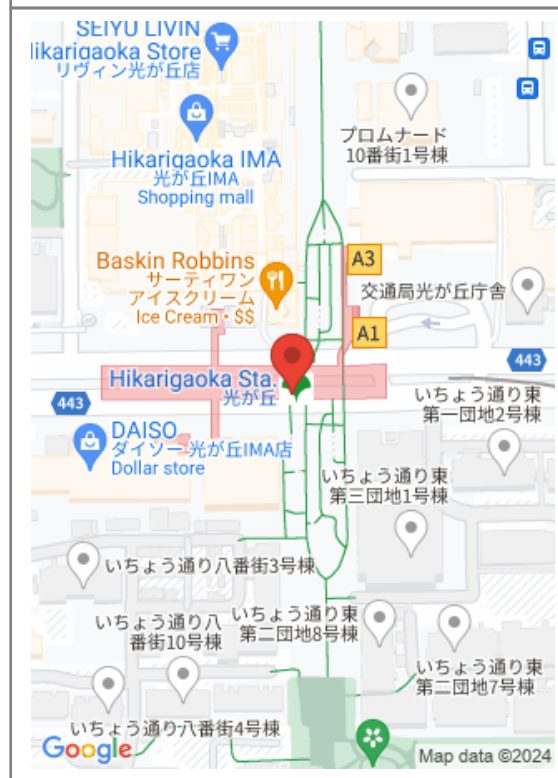 SEIYU LIVIN
Hikarigaoka Store
リヴィン光が丘店
プロムナード
10番街1号棟
Hikarigaoka IMA
光が丘IMA
Shopping mall
Baskin Robbins
サーティワン
アイスクリーム
Ice Cream・$$
A3
交通局光が丘庁舎
A1
443
Hikarigaoka Sta.
光が丘
443
いちょう通り東
第一団地2号棟
DAISO
ダイソー 光が丘IMA店
Dollar store
いちょう通り東
第三団地1号棟
いちょう通り八番街3号棟
いちょう通り八
番街10号棟
いちょう通り東
第二団地8号棟
いちょう通り東
第二団地7号棟
いちょう通り八番街4号棟
Google
Map data ©2024